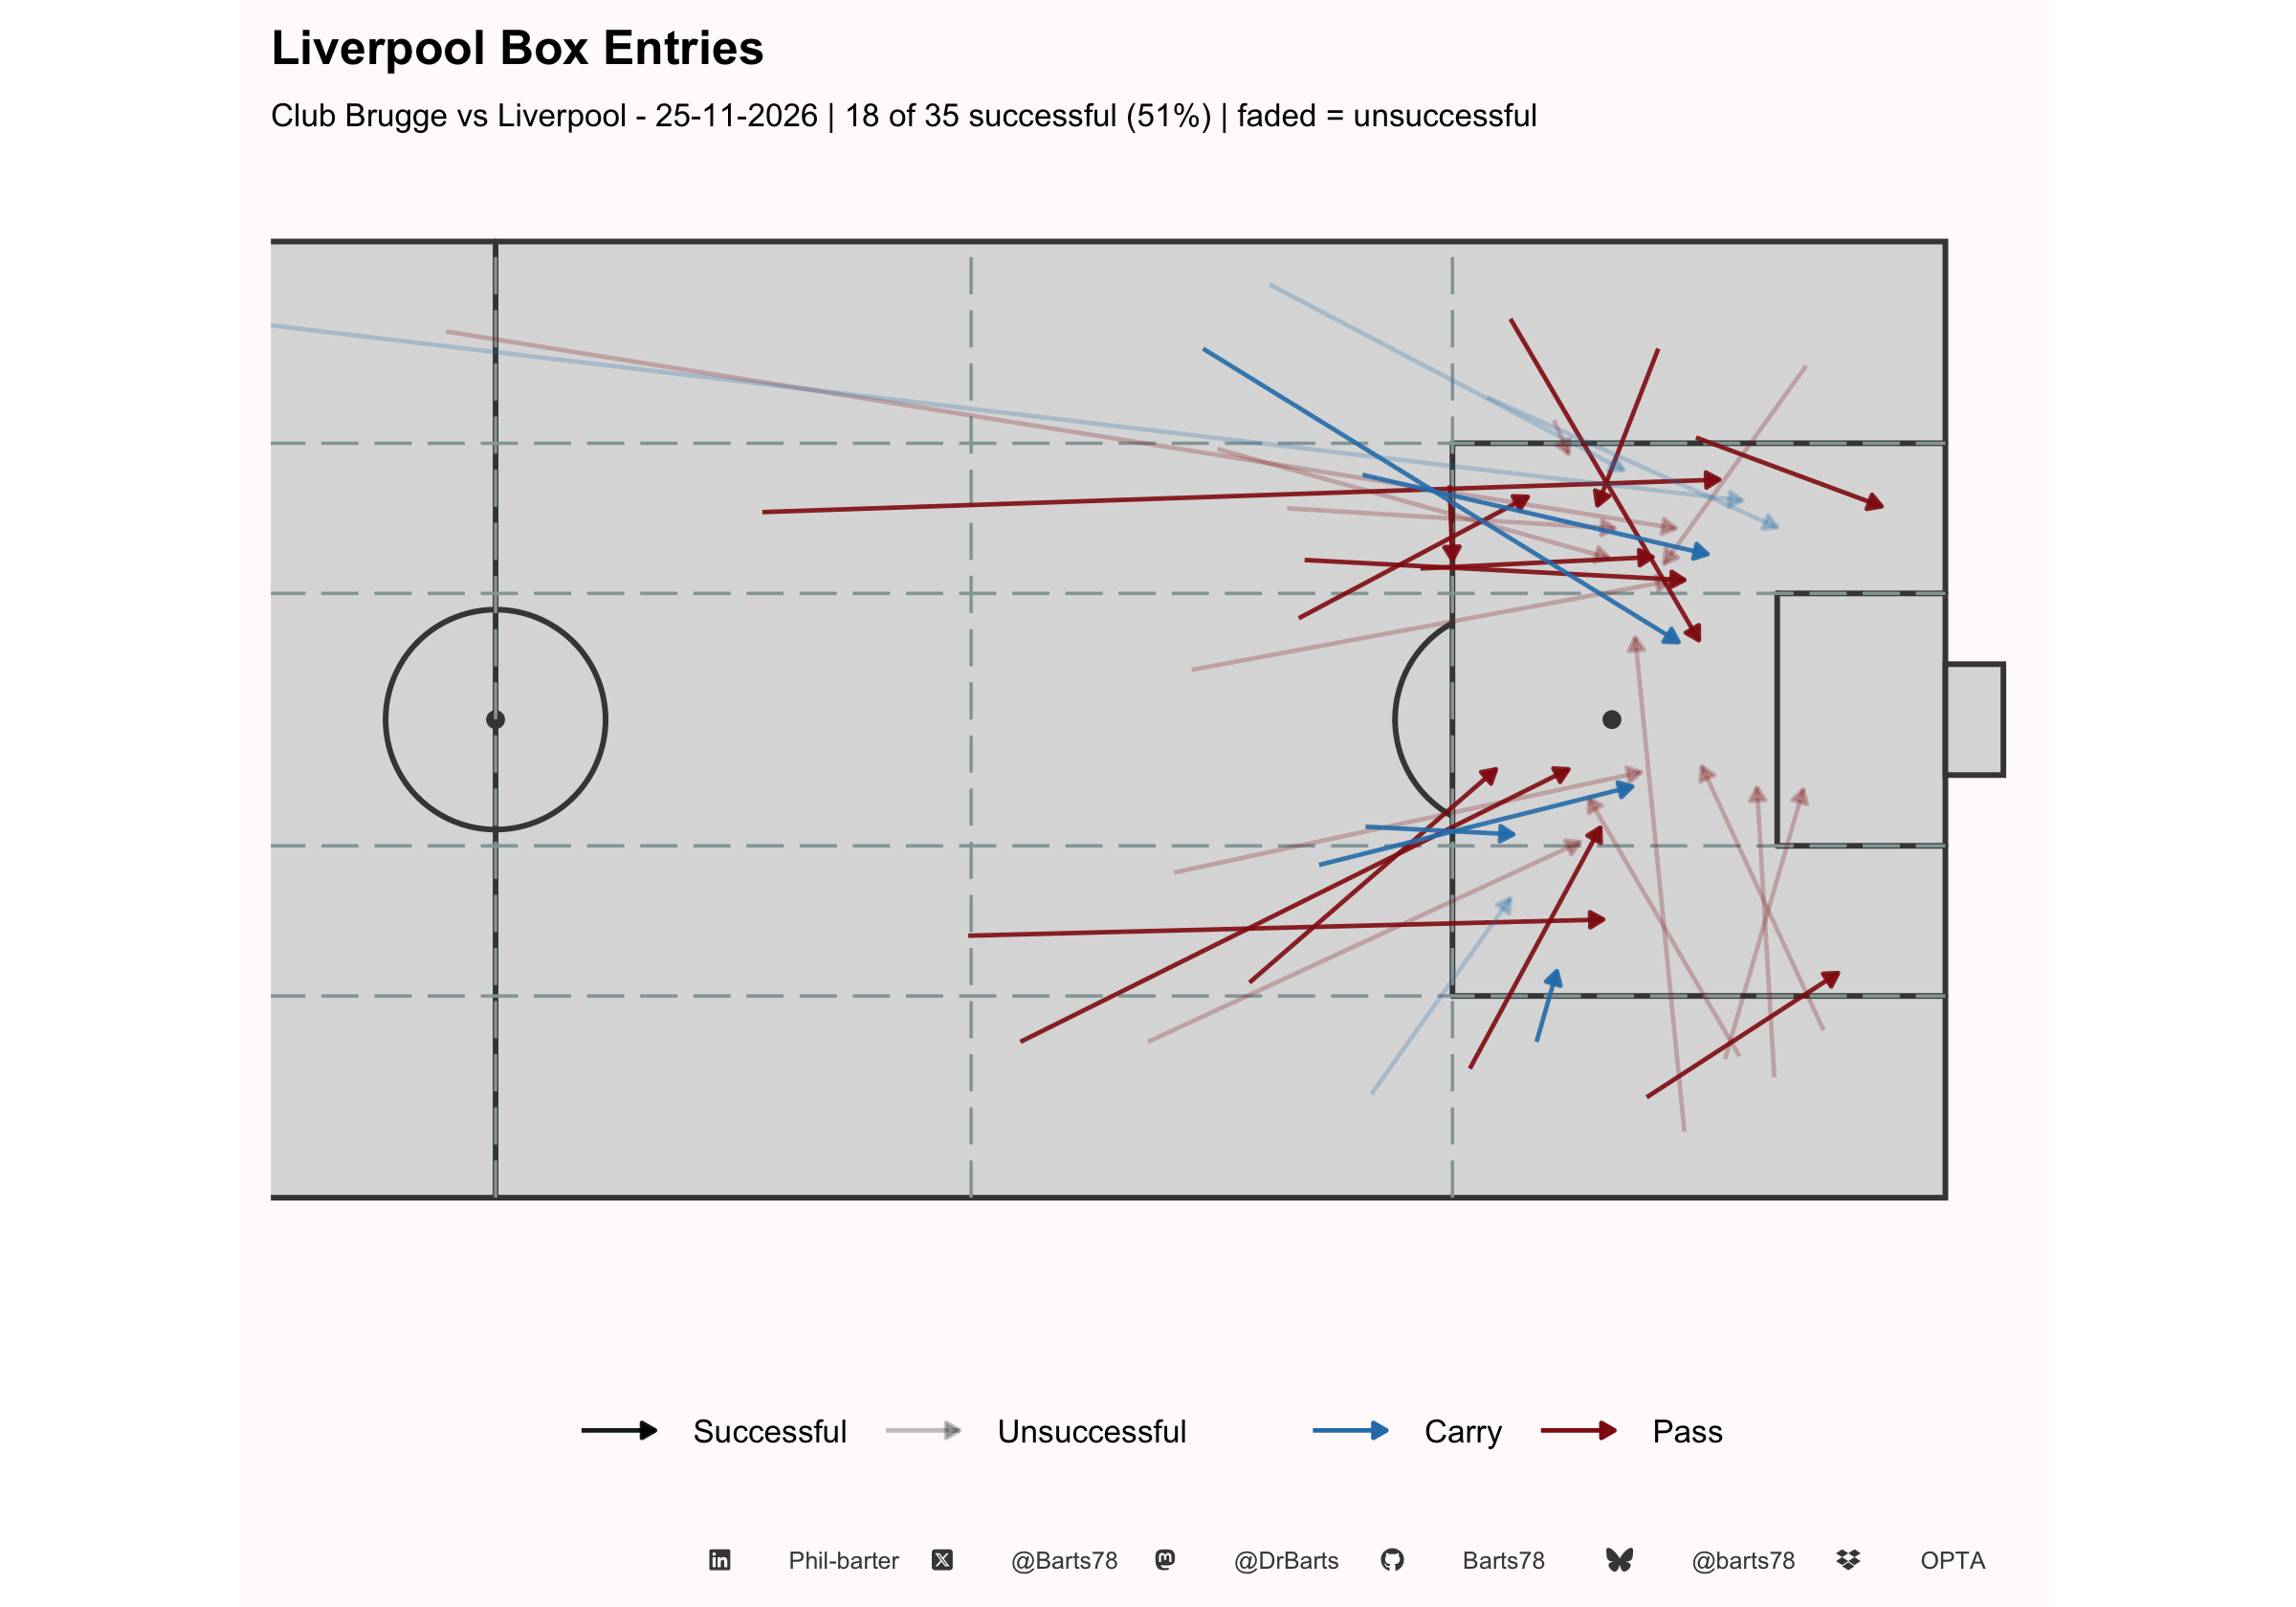 Liverpool Box Entries
Club Brugge vs Liverpool - 25-11-2026 | 18 of 35 successful (51%) | faded = unsuccessful
Successful Unsuccessful Carry Pass
Phil-barter @Barts78 @DrBarts Barts78 @barts78 OPTA